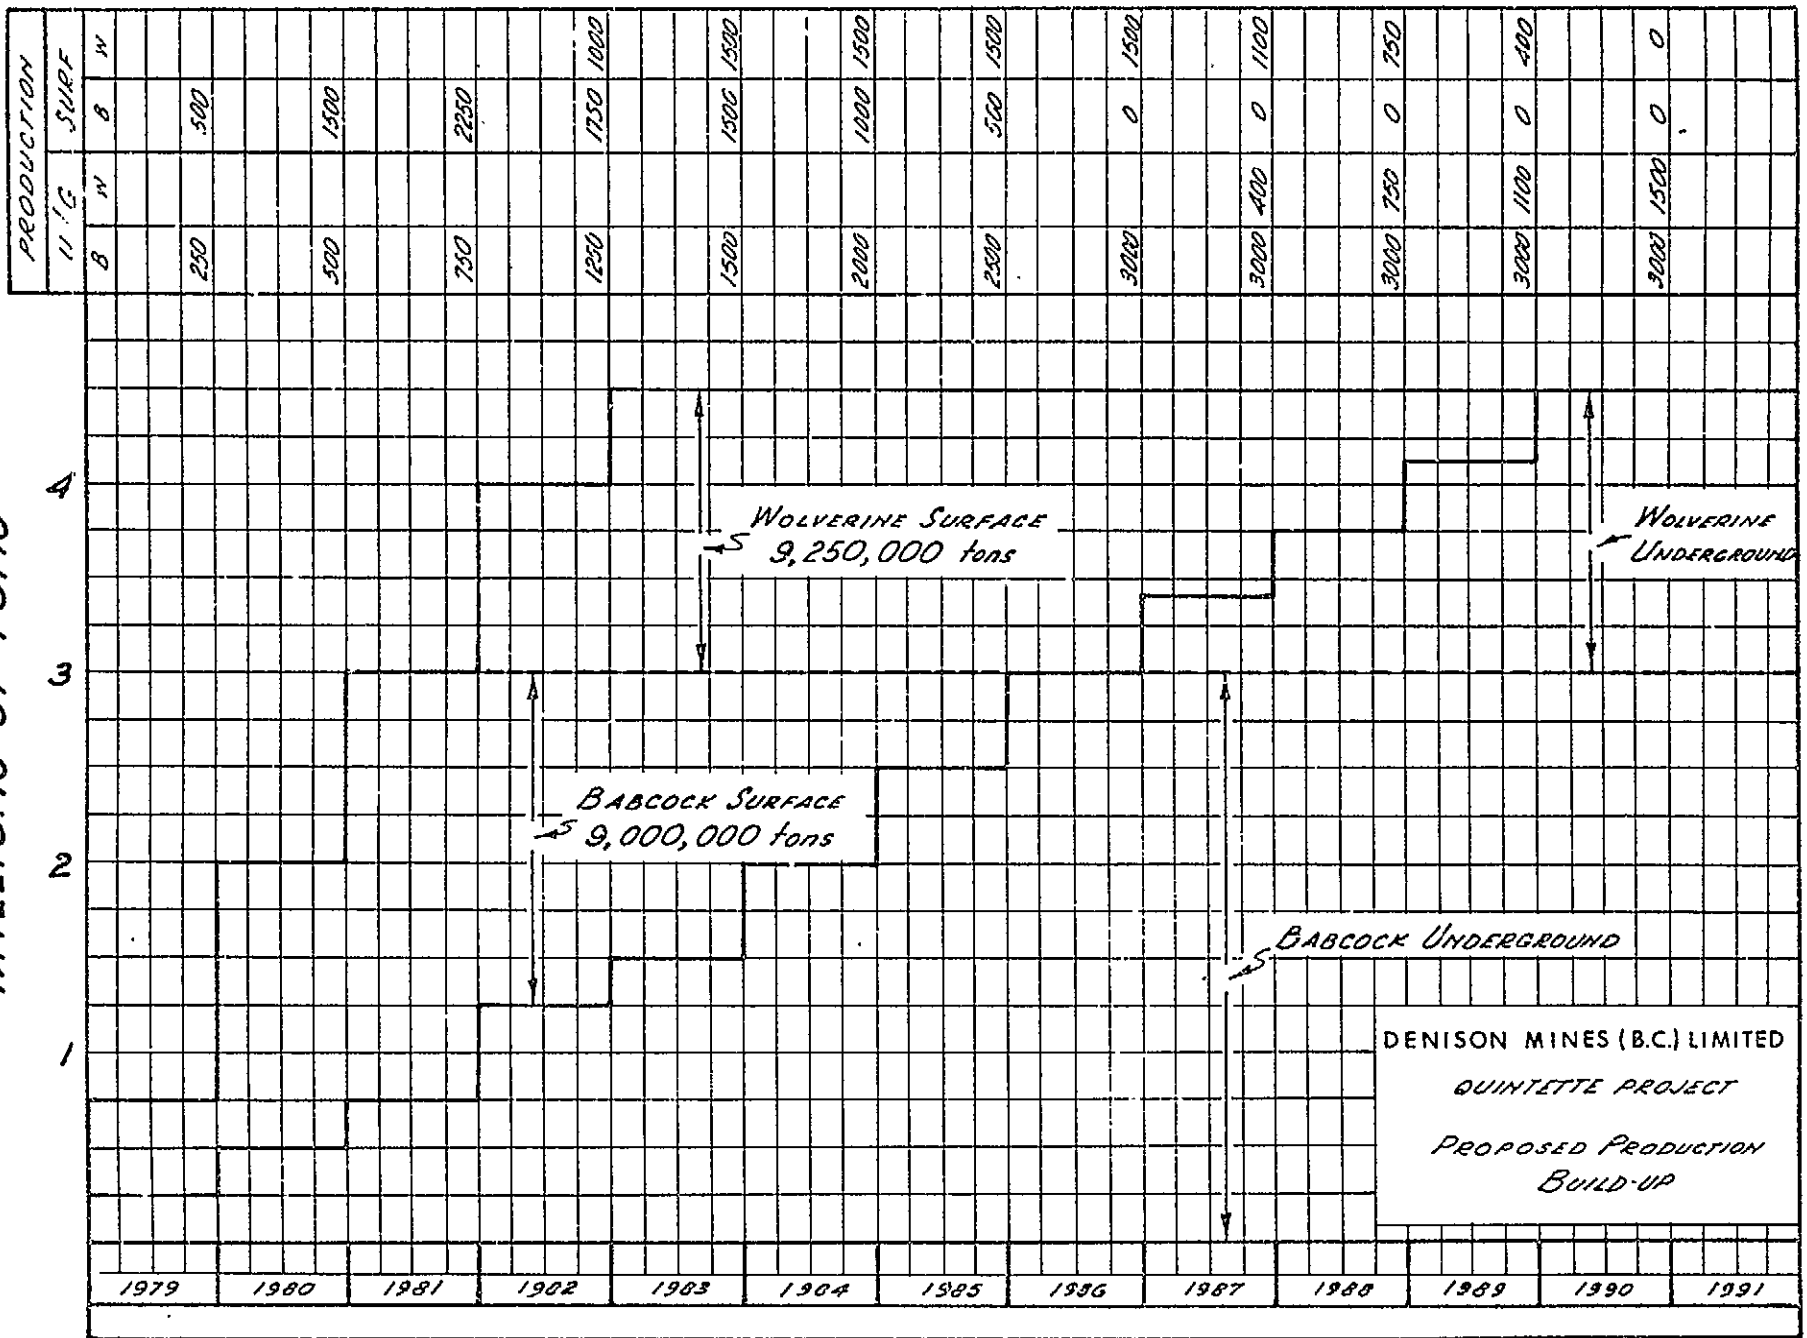 PRODUCTION
U/G SURF
B W B W
250 500
500 1500
750 2250
1250 1750 1000
1500 1500 1500
2000 1000 1500
2500 500 1500
3000 0 1500
3000 400 0 1100
3000 750 0 750
3000 1100 0 400
3000 1500 0 0
4
3
2
1
WOLVERINE SURFACE
9,250,000 tons
WOLVERINE
UNDERGROUND
BABCOCK SURFACE
9,000,000 tons
BABCOCK UNDERGROUND
DENISON MINES (B.C.) LIMITED
QUINTETTE PROJECT
PROPOSED PRODUCTION
BUILD-UP
1979 1980 1981 1982 1983 1984 1985 1986 1987 1988 1989 1990 1991